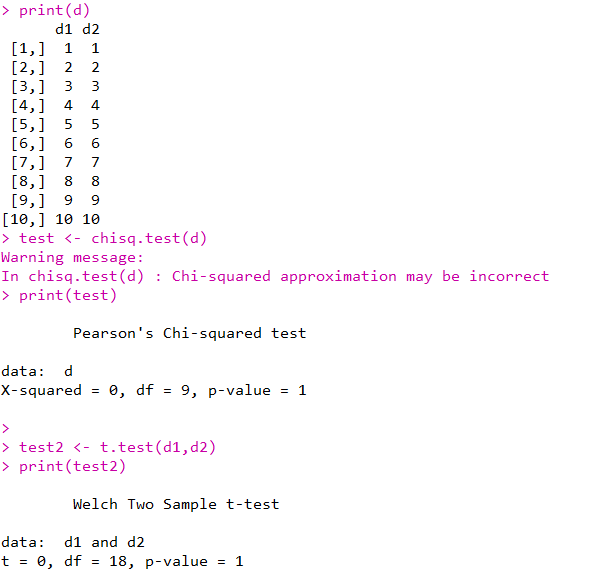 > print(d)
      d1 d2
 [1,]  1  1
 [2,]  2  2
 [3,]  3  3
 [4,]  4  4
 [5,]  5  5
 [6,]  6  6
 [7,]  7  7
 [8,]  8  8
 [9,]  9  9
[10,] 10 10
> test <- chisq.test(d)
Warning message:
In chisq.test(d) : Chi-squared approximation may be incorrect
> print(test)
        Pearson's Chi-squared test
data:  d
X-squared = 0, df = 9, p-value = 1
>
> test2 <- t.test(d1,d2)
> print(test2)
        Welch Two Sample t-test
data:  d1 and d2
t = 0, df = 18, p-value = 1